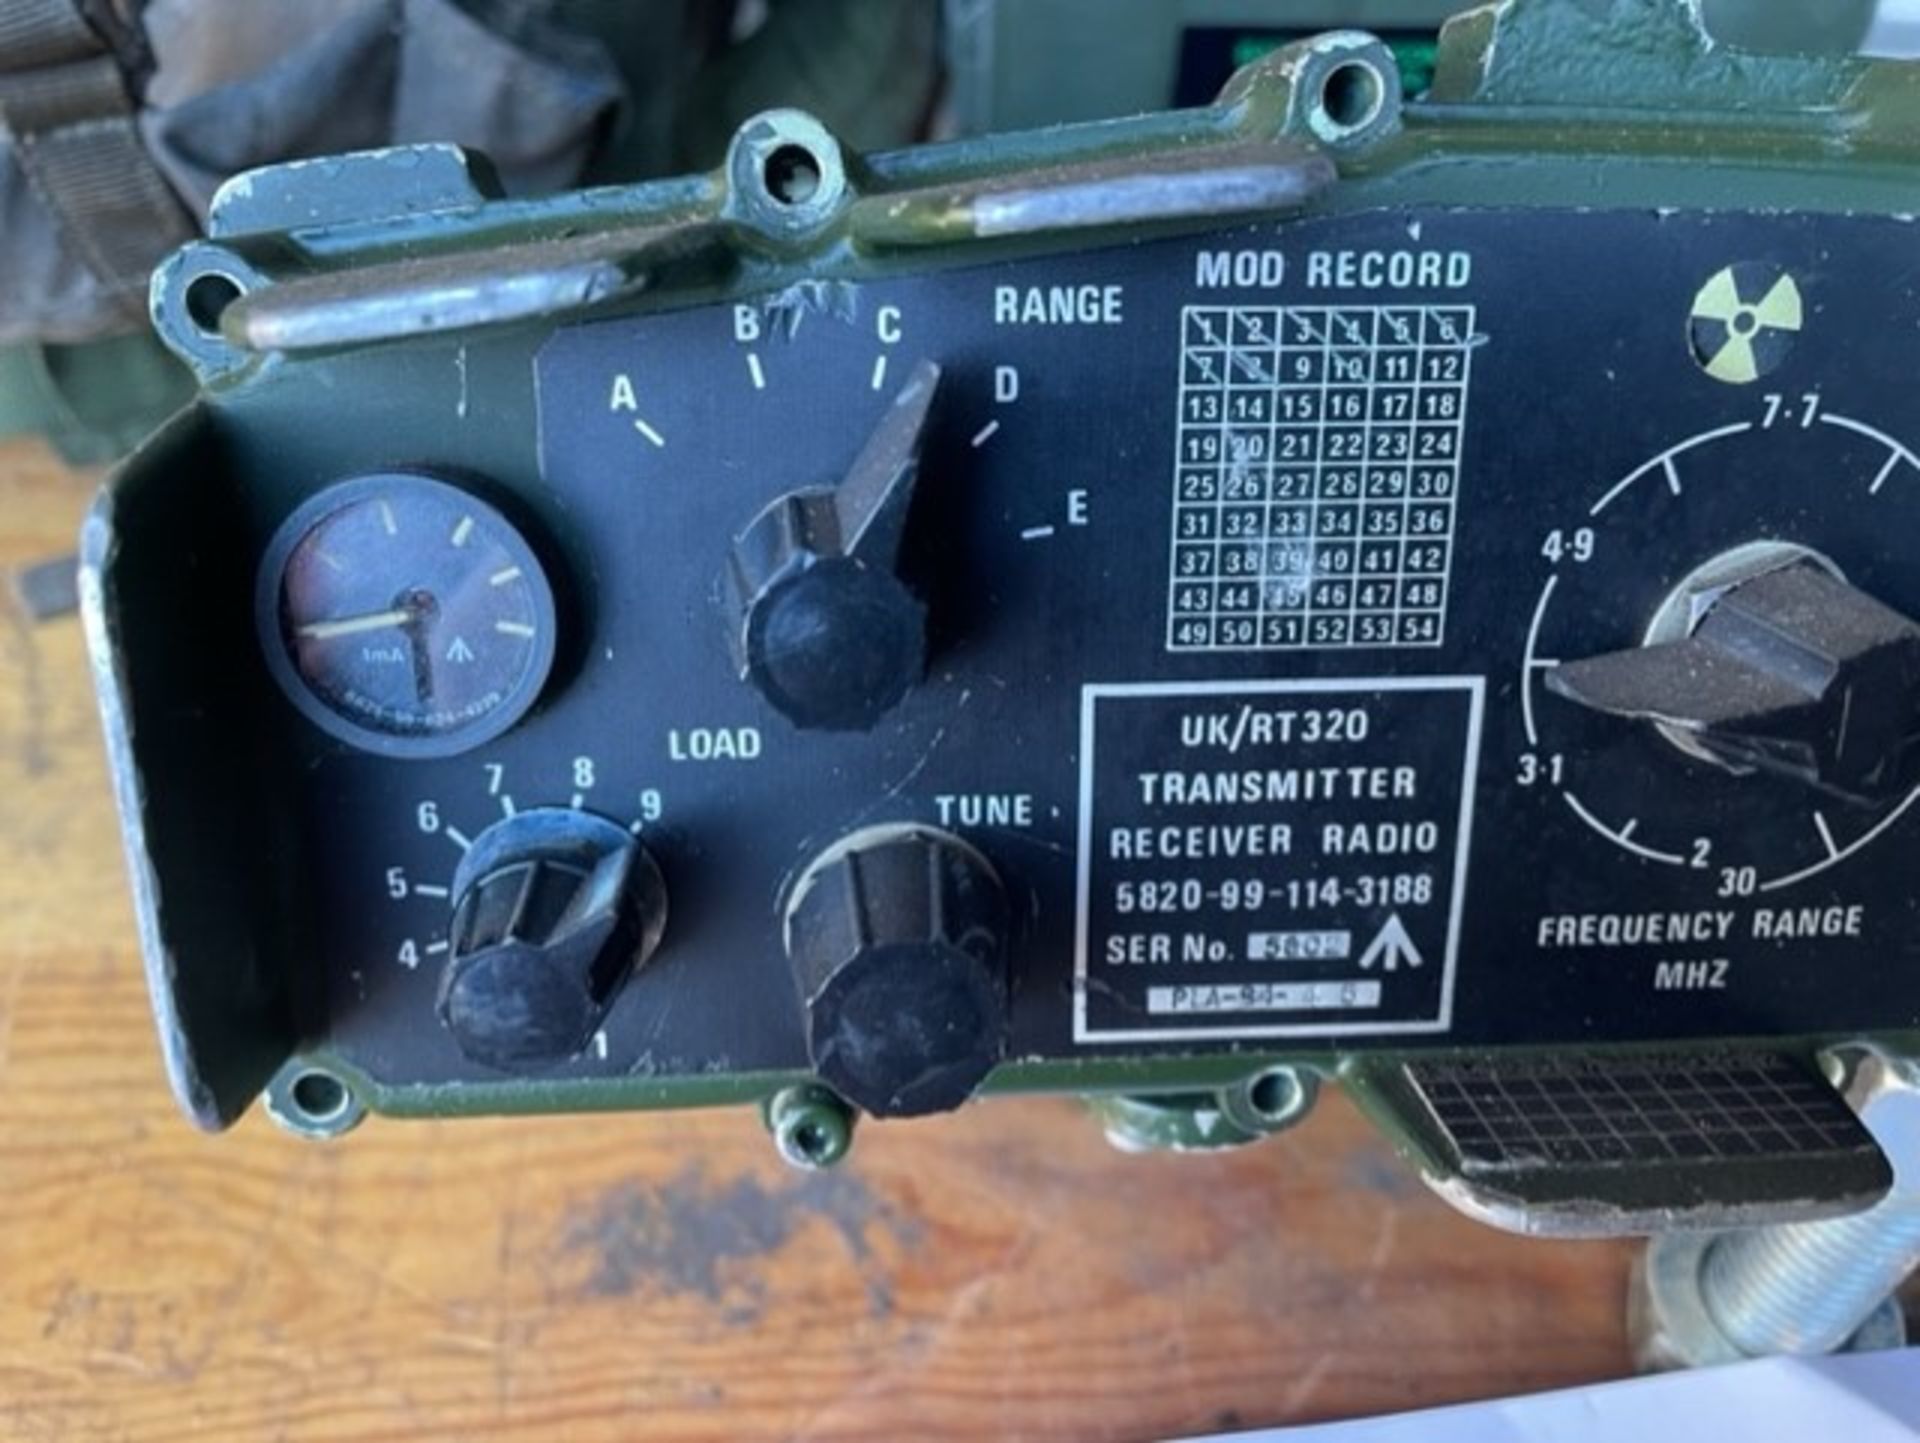 A
B
C
RANGE
D
E
MOD RECORD
1 2 3 4 5 6
7 8 9 10 11 12
13 14 15 16 17 18
19 20 21 22 23 24
25 26 27 28 29 30
31 32 33 34 35 36
37 38 39 40 41 42
43 44 45 46 47 48
49 50 51 52 53 54
LOAD
4
5
6
7
8
9
1
TUNE
UK/RT320
TRANSMITTER
RECEIVER RADIO
5820-99-114-3188
SER No.
7·7
4·9
3·1
2
30
FREQUENCY RANGE
MHZ